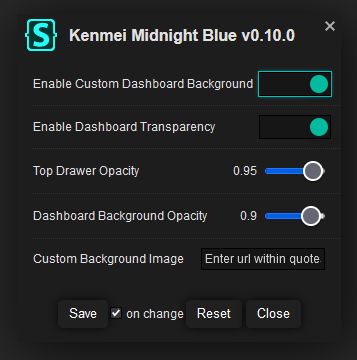 Kenmei Midnight Blue v0.10.0
×
Enable Custom Dashboard Background
Enable Dashboard Transparency
Top Drawer Opacity 0.95
Dashboard Background Opacity 0.9
Custom Background Image Enter url within quote
Save on change Reset Close